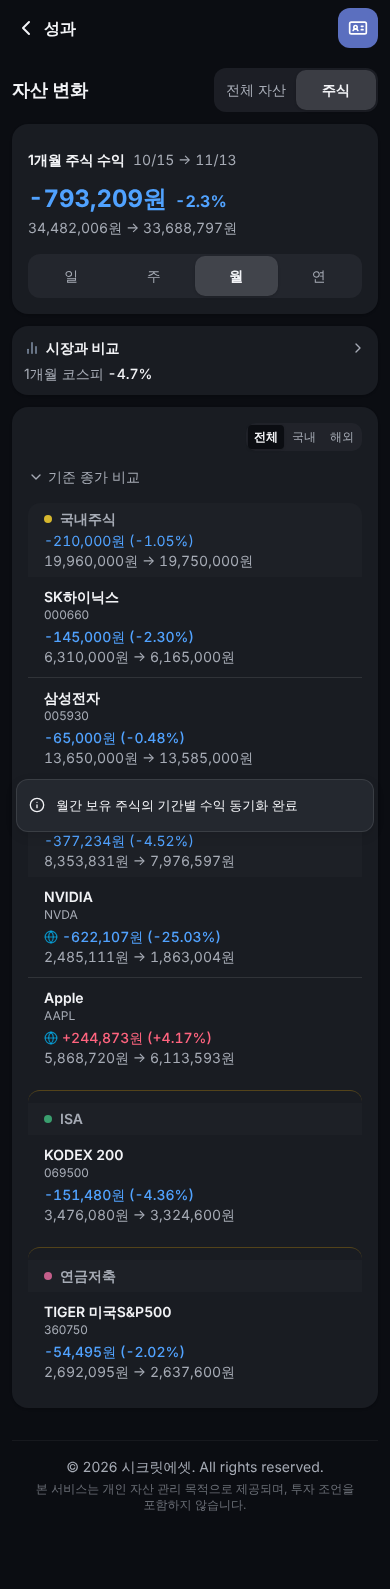 성과
자산 변화
전체 자산 주식
1개월 주식 수익 10/15 → 11/13
-793,209원 -2.3%
34,482,006원 → 33,688,797원
일 주 월 연
시장과 비교
1개월 코스피 -4.7%
전체 국내 해외
기준 종가 비교
국내주식
-210,000원 (-1.05%)
19,960,000원 → 19,750,000원
SK하이닉스
000660
-145,000원 (-2.30%)
6,310,000원 → 6,165,000원
삼성전자
005930
-65,000원 (-0.48%)
13,650,000원 → 13,585,000원
월간 보유 주식의 기간별 수익 동기화 완료
-377,234원 (-4.52%)
8,353,831원 → 7,976,597원
NVIDIA
NVDA
-622,107원 (-25.03%)
2,485,111원 → 1,863,004원
Apple
AAPL
+244,873원 (+4.17%)
5,868,720원 → 6,113,593원
ISA
KODEX 200
069500
-151,480원 (-4.36%)
3,476,080원 → 3,324,600원
연금저축
TIGER 미국S&P500
360750
-54,495원 (-2.02%)
2,692,095원 → 2,637,600원
© 2026 시크릿에셋. All rights reserved.
본 서비스는 개인 자산 관리 목적으로 제공되며, 투자 조언을
포함하지 않습니다.